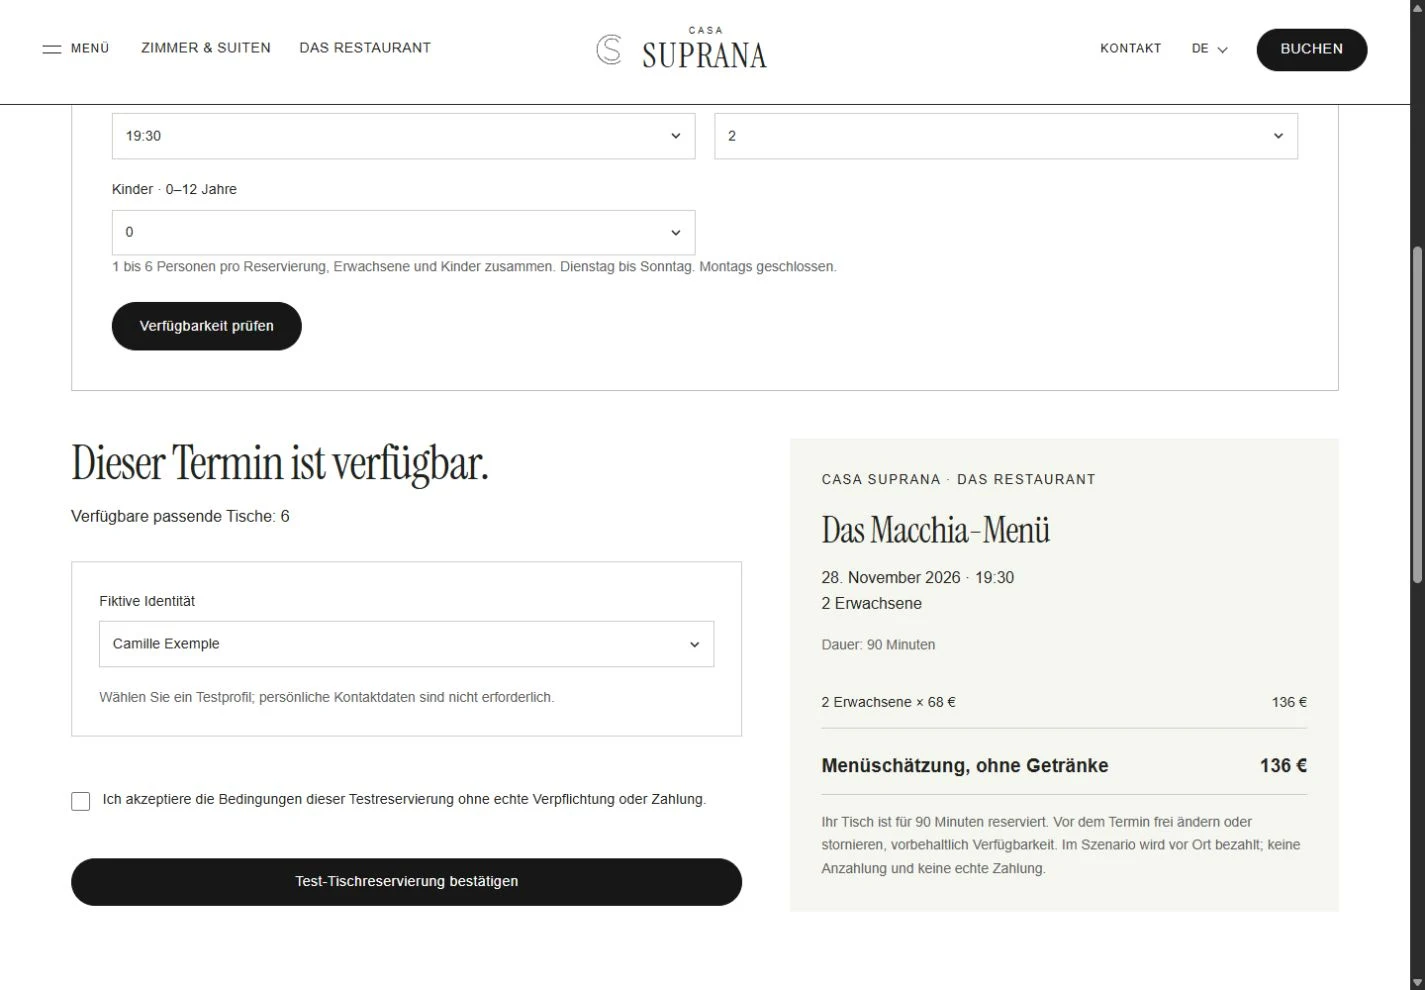 MENÜ
ZIMMER & SUITEN
DAS RESTAURANT
CASA
SUPRANA
KONTAKT
DE
BUCHEN
19:30
2
Kinder · 0–12 Jahre
0
1 bis 6 Personen pro Reservierung, Erwachsene und Kinder zusammen. Dienstag bis Sonntag. Montags geschlossen.
Verfügbarkeit prüfen
Dieser Termin ist verfügbar.
Verfügbare passende Tische: 6
Fiktive Identität
Camille Exemple
Wählen Sie ein Testprofil; persönliche Kontaktdaten sind nicht erforderlich.
Ich akzeptiere die Bedingungen dieser Testreservierung ohne echte Verpflichtung oder Zahlung.
Test-Tischreservierung bestätigen
CASA SUPRANA · DAS RESTAURANT
Das Macchia-Menü
28. November 2026 · 19:30
2 Erwachsene
Dauer: 90 Minuten
2 Erwachsene × 68 € 136 €
Menüschätzung, ohne Getränke 136 €
Ihr Tisch ist für 90 Minuten reserviert. Vor dem Termin frei ändern oder
stornieren, vorbehaltlich Verfügbarkeit. Im Szenario wird vor Ort bezahlt; keine
Anzahlung und keine echte Zahlung.